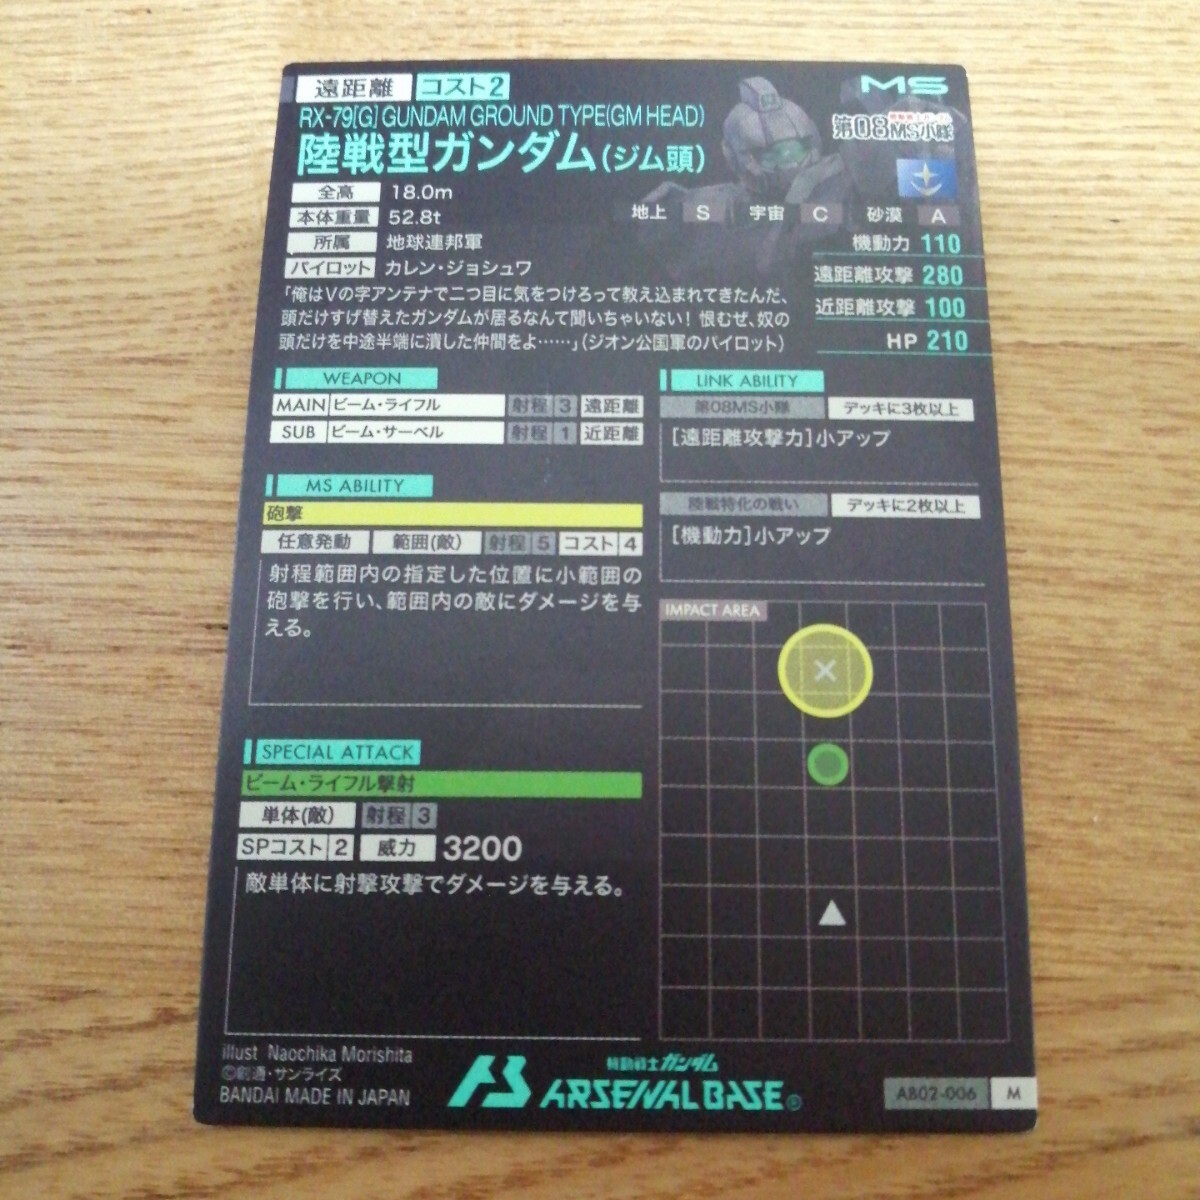 遠距離 コスト2
MS
RX-79[G] GUNDAM GROUND TYPE(GM HEAD)
陸戦型ガンダム(ジム頭)
機動戦士ガンダム
第08MS小隊
全高 18.0m
本体重量 52.8t
所属 地球連邦軍
パイロット カレン・ジョシュワ
地上 S 宇宙 C 砂漠 A
機動力 110
遠距離攻撃 280
近距離攻撃 100
HP 210
「俺はVの字アンテナで二つ目に気をつけろって教え込まれてきたんだ、
頭だけすげ替えたガンダムが居るなんて聞いちゃいない! 恨むぜ、奴の
頭だけを中途半端に潰した仲間をよ……」(ジオン公国軍のパイロット)
WEAPON
MAIN ビーム・ライフル 射程 3 遠距離
SUB ビーム・サーベル 射程 1 近距離
MS ABILITY
砲撃
任意発動 範囲(敵) 射程 5 コスト 4
射程範囲内の指定した位置に小範囲の
砲撃を行い、範囲内の敵にダメージを与
える。
SPECIAL ATTACK
ビーム・ライフル撃射
単体(敵) 射程 3
SPコスト 2 威力 3200
敵単体に射撃攻撃でダメージを与える。
LINK ABILITY
第08MS小隊 デッキに3枚以上
[遠距離攻撃力]小アップ
陸戦特化の戦い デッキに2枚以上
[機動力]小アップ
IMPACT AREA
illust Naochika Morishita
©創通・サンライズ
BANDAI MADE IN JAPAN
機動戦士ガンダム
ARSENAL BASE
AB02-006 M